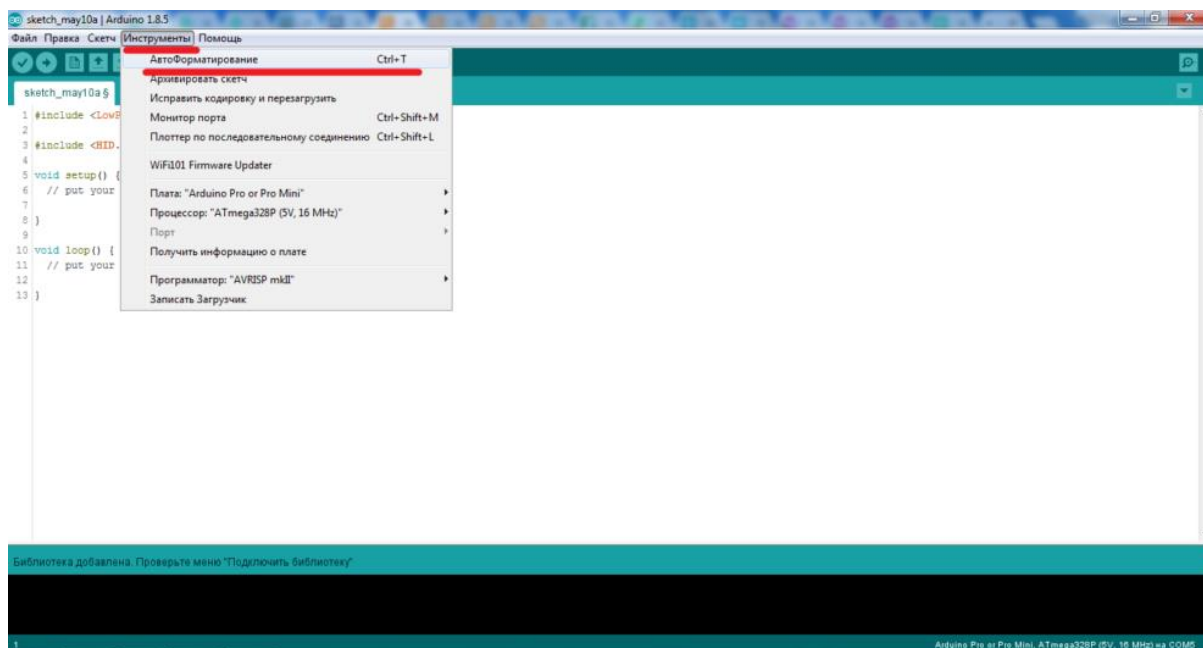 sketch_may10a | Arduino 1.8.5
Файл Правка Скетч Инструменты Помощь
АвтоФорматирование Ctrl+T
Архивировать скетч
Исправить кодировку и перезагрузить
Монитор порта Ctrl+Shift+M
Плоттер по последовательному соединению Ctrl+Shift+L
WiFi101 Firmware Updater
Плата: "Arduino Pro or Pro Mini"
Процессор: "ATmega328P (5V, 16 MHz)"
Порт
Получить информацию о плате
Программатор: "AVRISP mkII"
Записать Загрузчик
sketch_may10a §
1 #include <LowP
2
3 #include <HID.
4
5 void setup() {
6 // put your
7
8 }
9
10 void loop() {
11 // put your
12
13 }
Библиотека добавлена. Проверьте меню "Подключить библиотеку"
1 Arduino Pro or Pro Mini, ATmega328P (5V, 16 MHz) на COM5